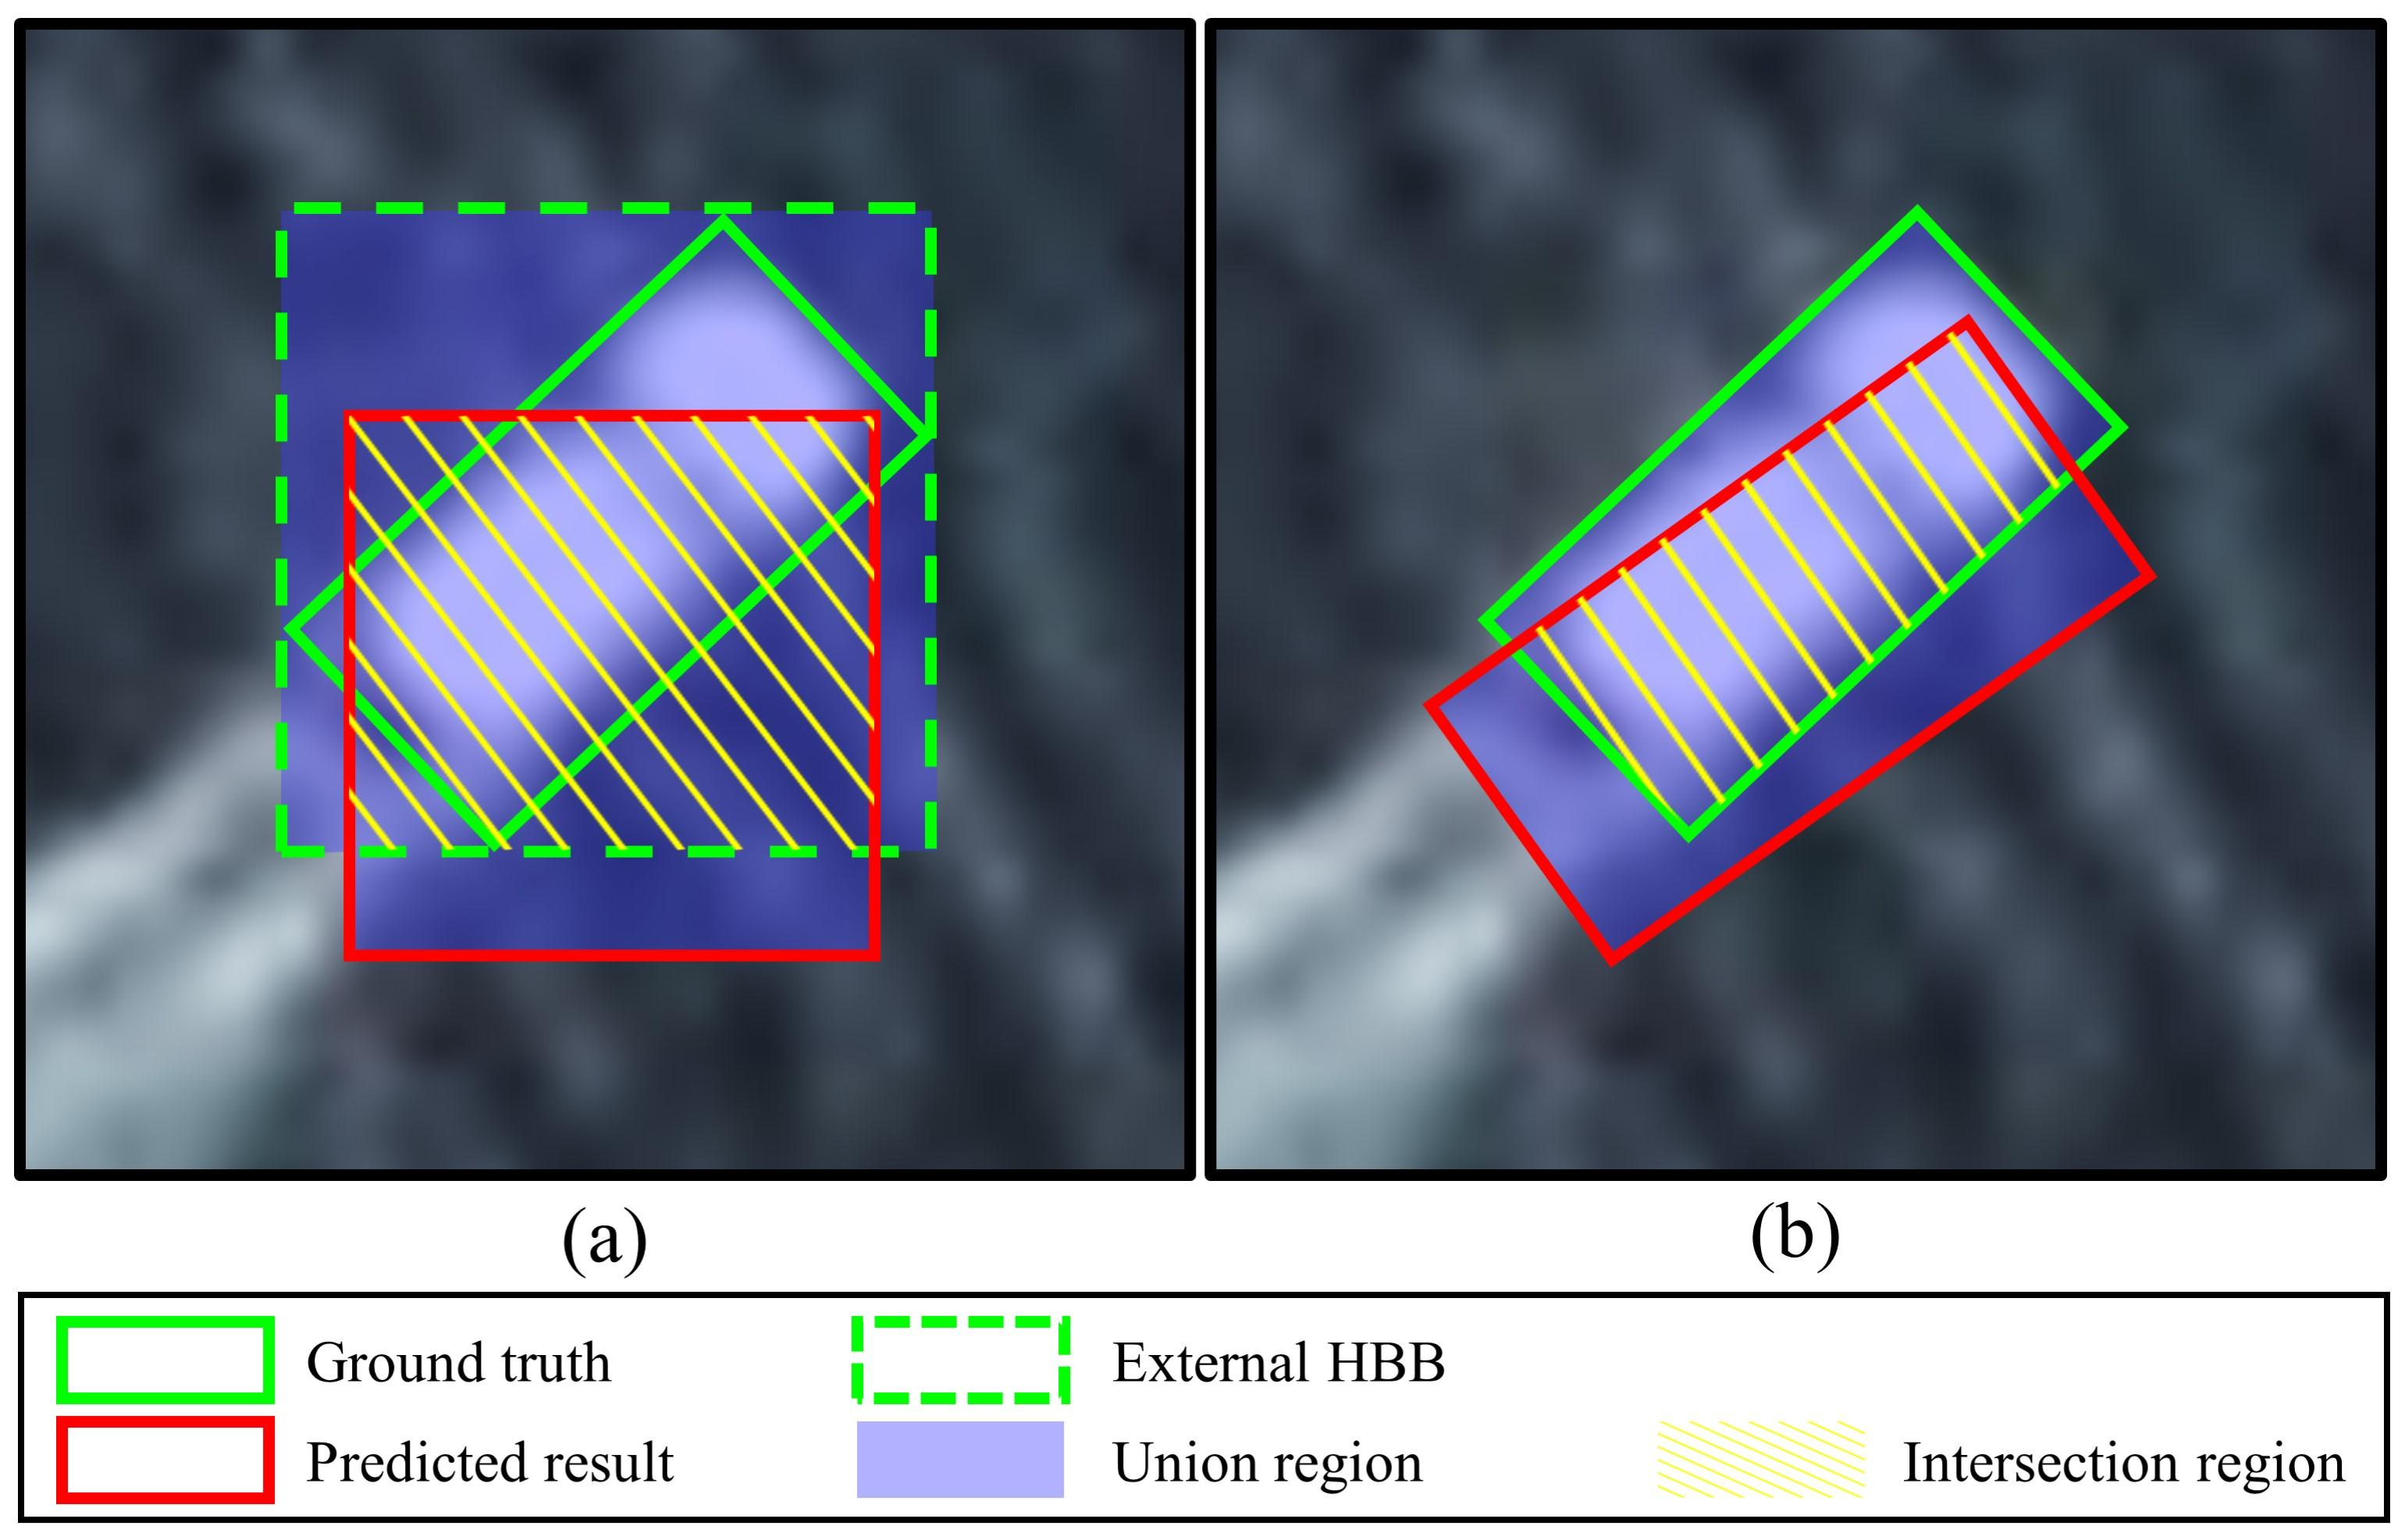 (a) (b)
Ground truth External HBB
Predicted result Union region Intersection region